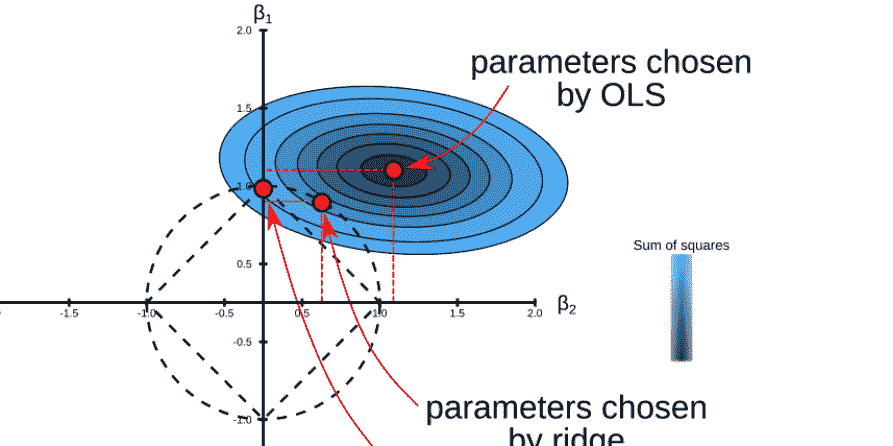 β1
2.0
parameters chosen
by OLS
1.5
1.0
Sum of squares
0.5
-1.5
-1.0
-0.5
0.5
1.0
1.5
2.0
β2
-0.5
parameters chosen
by ridge
-1.0